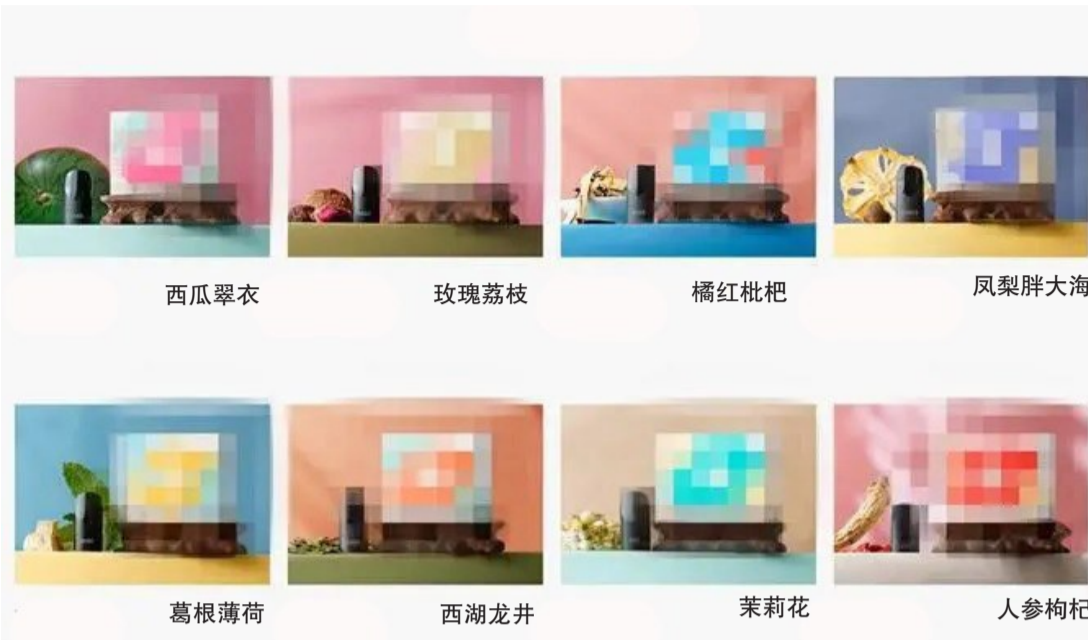 西瓜翠衣
玫瑰荔枝
橘红枇杷
凤梨胖大海
葛根薄荷
西湖龙井
茉莉花
人参枸杞